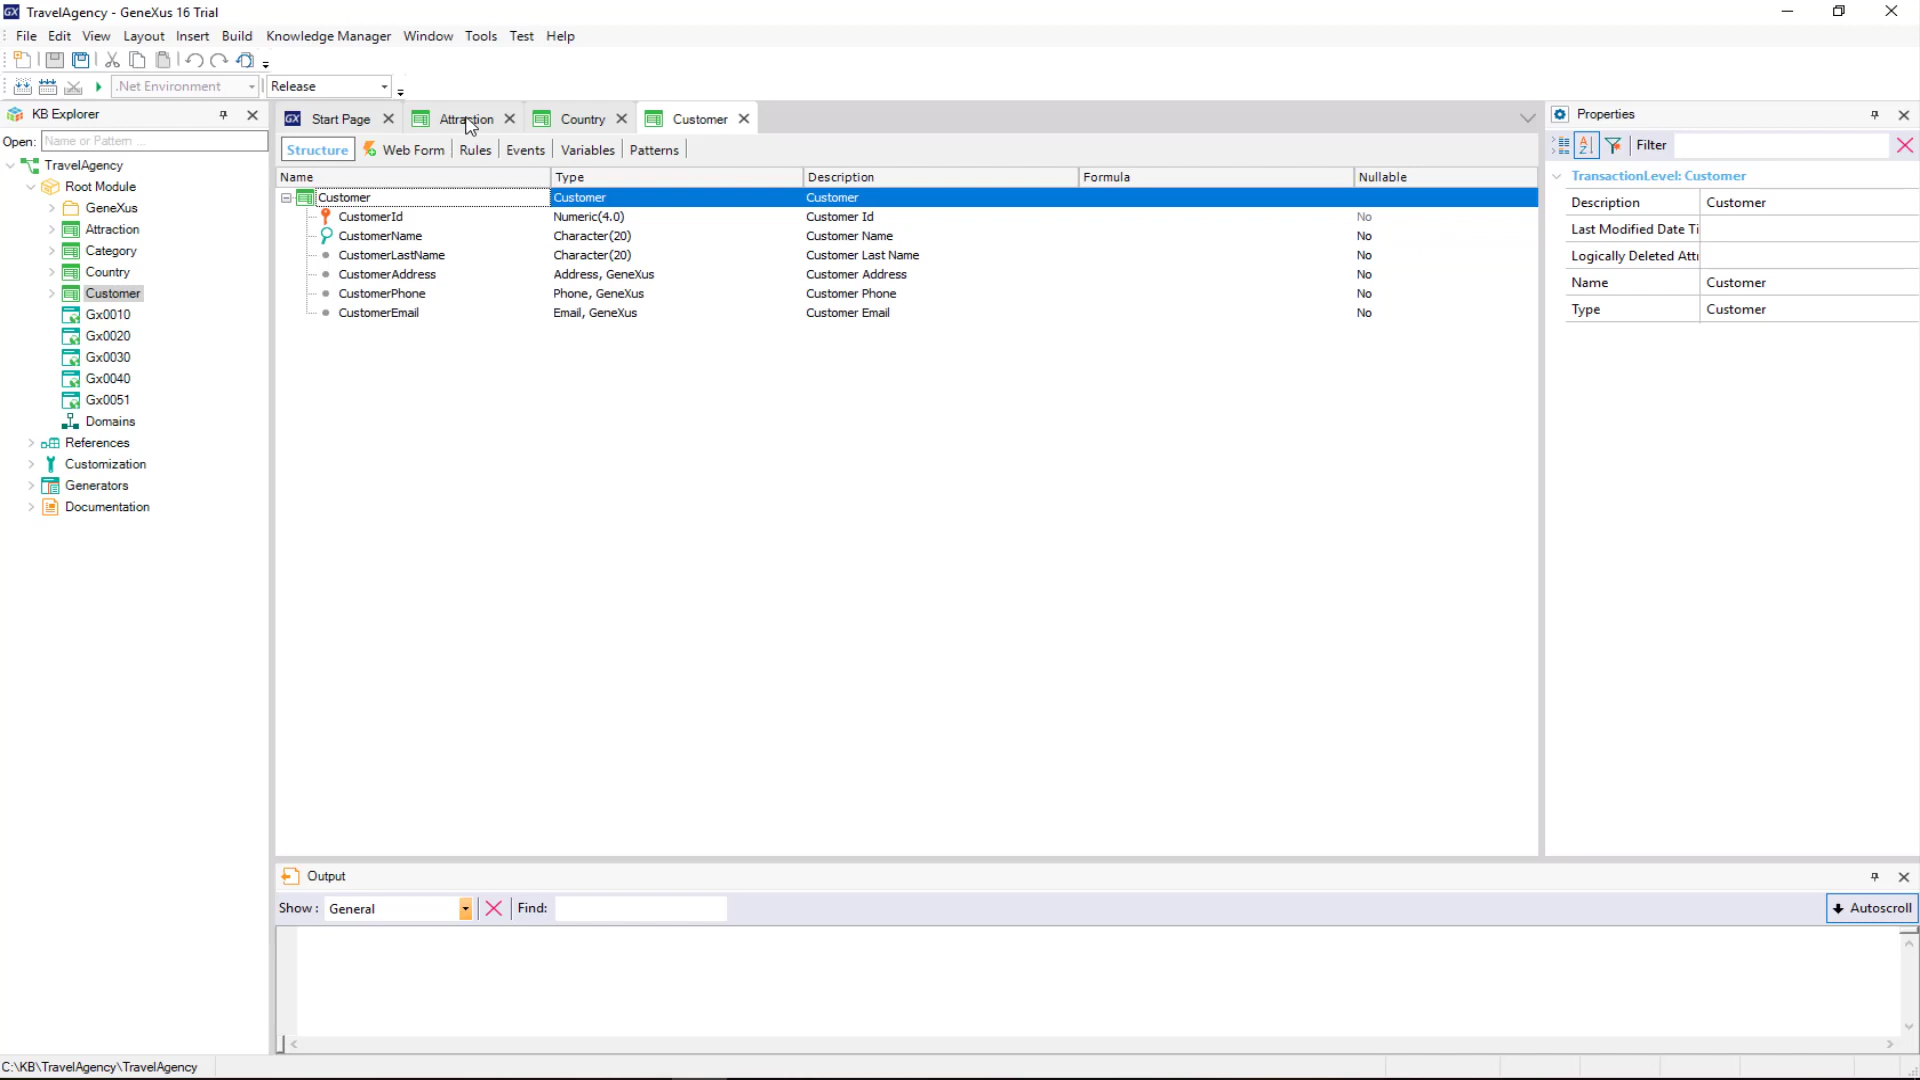 TravelAgency - GeneXus 16 Trial
File Edit View Layout Insert Build Knowledge Manager Window Tools Test Help
.Net Environment Release
KB Explorer
Open: Name or Pattern ...
TravelAgency
Root Module
GeneXus
Attraction
Category
Country
Customer
Gx0010
Gx0020
Gx0030
Gx0040
Gx0051
Domains
References
Customization
Generators
Documentation
Start Page Attraction Country Customer
Structure Web Form Rules Events Variables Patterns
Name Type Description Formula Nullable
Customer Customer Customer
CustomerId Numeric(4.0) Customer Id No
CustomerName Character(20) Customer Name No
CustomerLastName Character(20) Customer Last Name No
CustomerAddress Address, GeneXus Customer Address No
CustomerPhone Phone, GeneXus Customer Phone No
CustomerEmail Email, GeneXus Customer Email No
Properties
Filter
TransactionLevel: Customer
Description Customer
Last Modified Date Ti
Logically Deleted Attri
Name Customer
Type Customer
Output
Show : General Find: Autoscroll
C:\KB\TravelAgency\TravelAgency